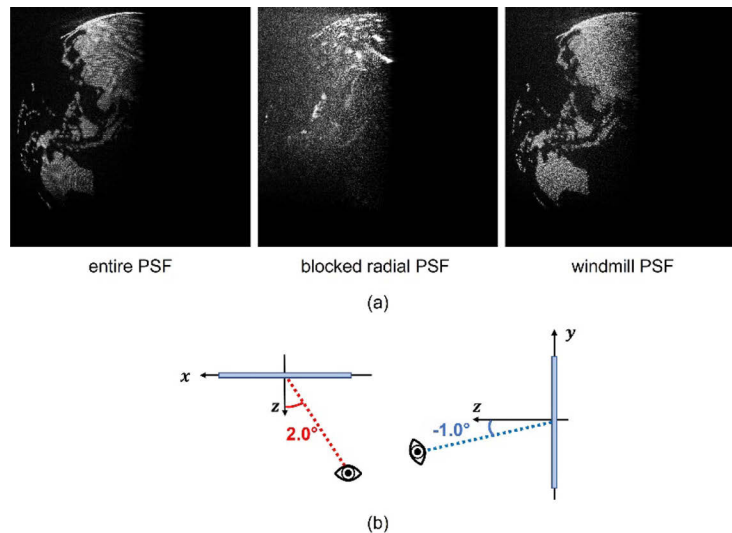 entire PSF blocked radial PSF windmill PSF
(a)
y
x
z
z
2.0°
-1.0°
(b)